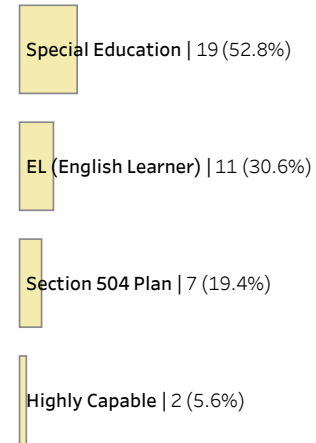 Special Education | 19 (52.8%)
EL (English Learner) | 11 (30.6%)
Section 504 Plan | 7 (19.4%)
Highly Capable | 2 (5.6%)